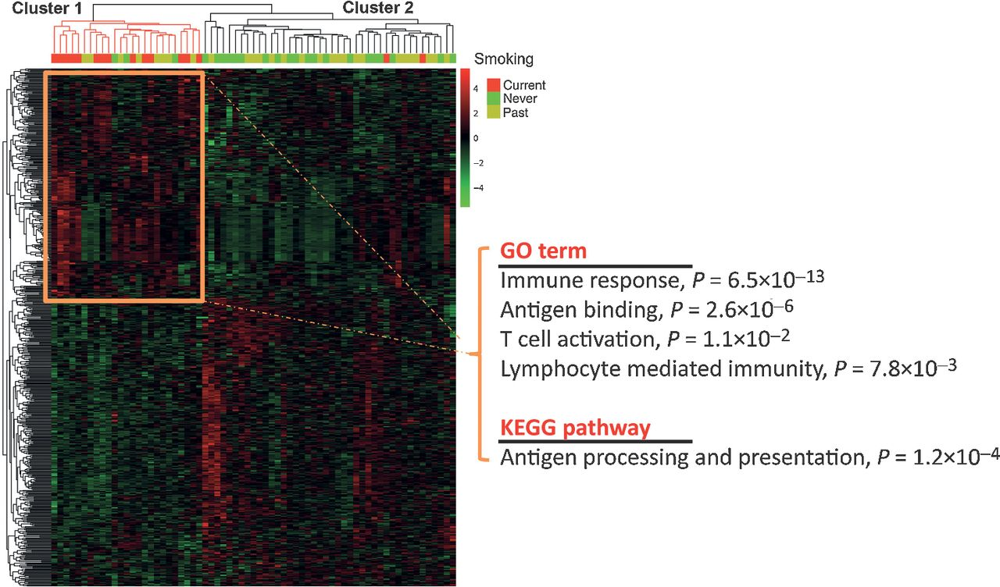 Cluster 1
Cluster 2
Smoking
Current
Never
Past
4
2
0
−2
−4
GO term
Immune response, P = 6.5×10–13
Antigen binding, P = 2.6×10–6
T cell activation, P = 1.1×10–2
Lymphocyte mediated immunity, P = 7.8×10–3
KEGG pathway
Antigen processing and presentation, P = 1.2×10–4